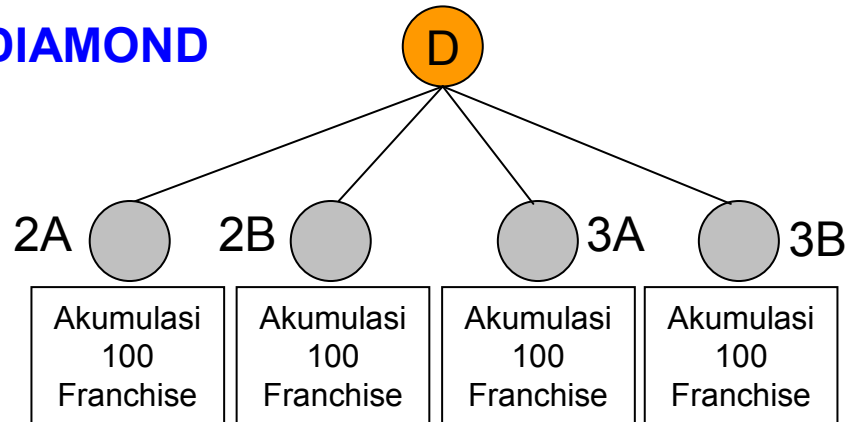 DIAMOND
D
2A
2B
3A
3B
Akumulasi
100
Franchise
Akumulasi
100
Franchise
Akumulasi
100
Franchise
Akumulasi
100
Franchise